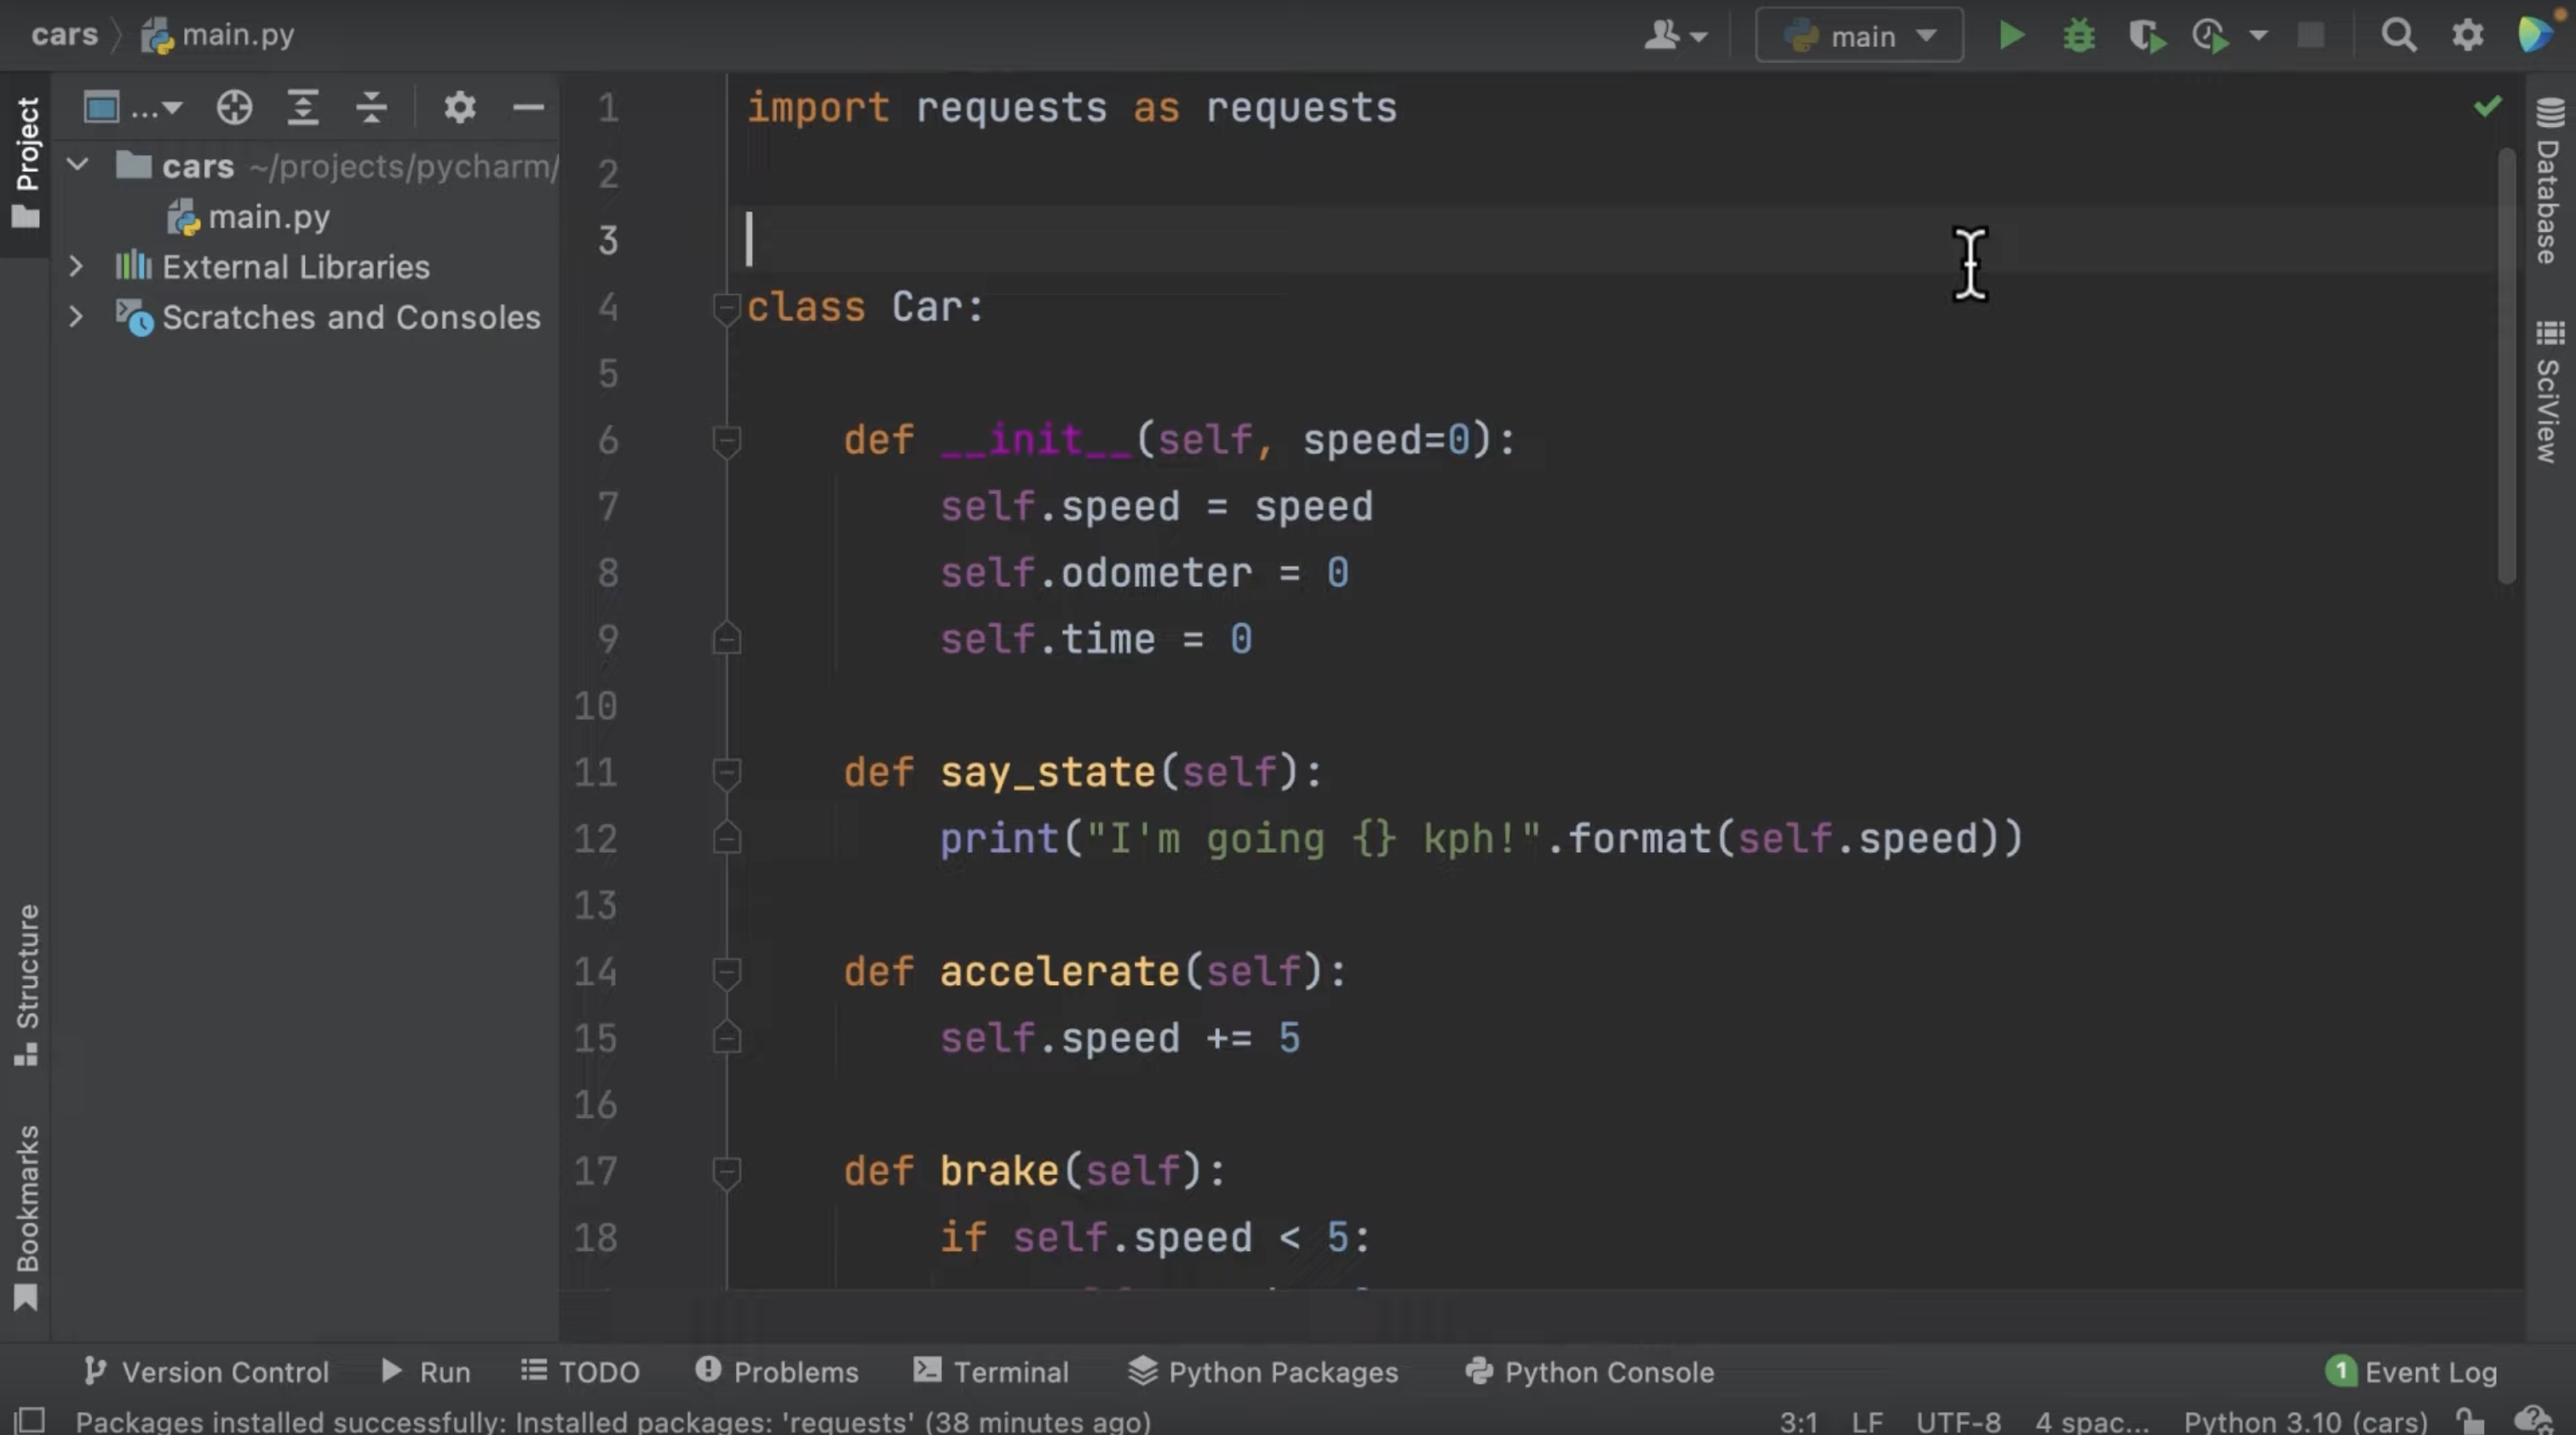 cars main.py
main
Project
...
cars ~/projects/pycharm/
main.py
External Libraries
Scratches and Consoles
Structure
Bookmarks
1 import requests as requests
2
3
4 class Car:
5
6 def __init__(self, speed=0):
7 self.speed = speed
8 self.odometer = 0
9 self.time = 0
10
11 def say_state(self):
12 print("I'm going {} kph!".format(self.speed))
13
14 def accelerate(self):
15 self.speed += 5
16
17 def brake(self):
18 if self.speed < 5:
Database
SciView
Version Control Run TODO Problems Terminal Python Packages Python Console 1 Event Log
Packages installed successfully: Installed packages: 'requests' (38 minutes ago) 3:1 LF UTF-8 4 spac... Python 3.10 (cars)